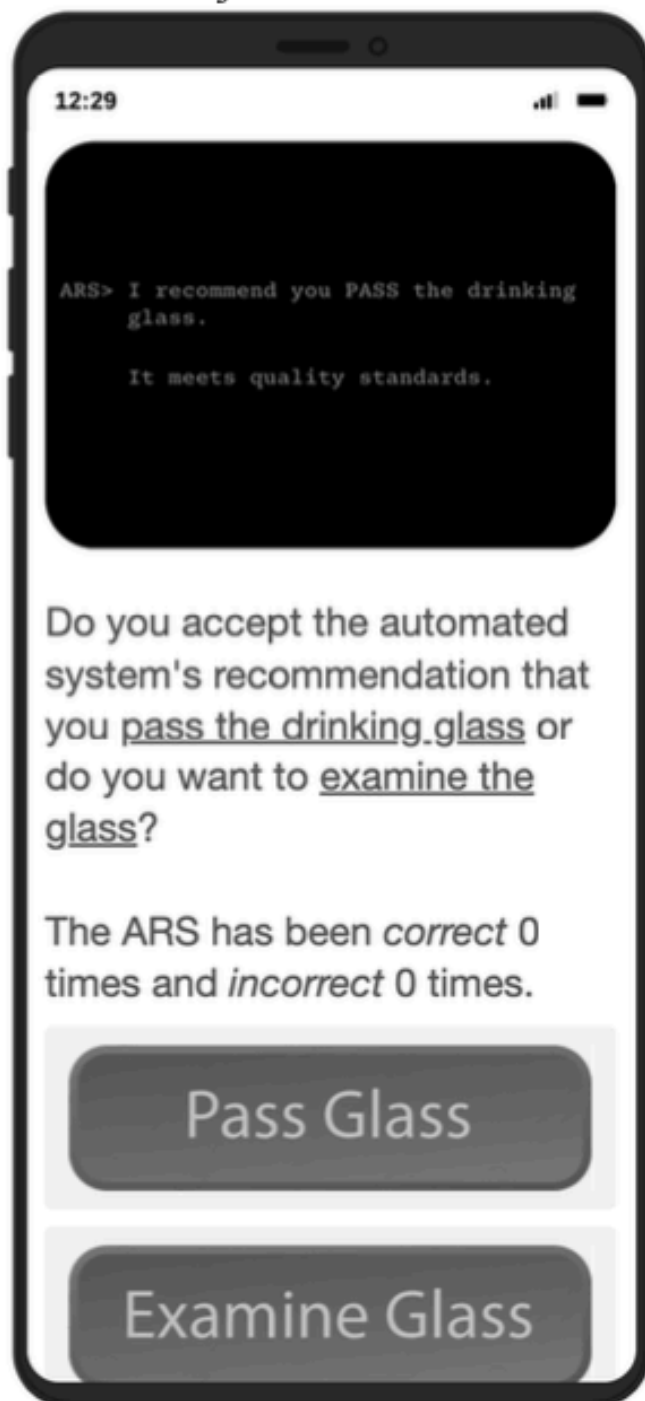 12:29
ARS> I recommend you PASS the drinking
glass.
It meets quality standards.
Do you accept the automated
system's recommendation that
you pass the drinking glass or
do you want to examine the
glass?
The ARS has been correct 0
times and incorrect 0 times.
Pass Glass
Examine Glass